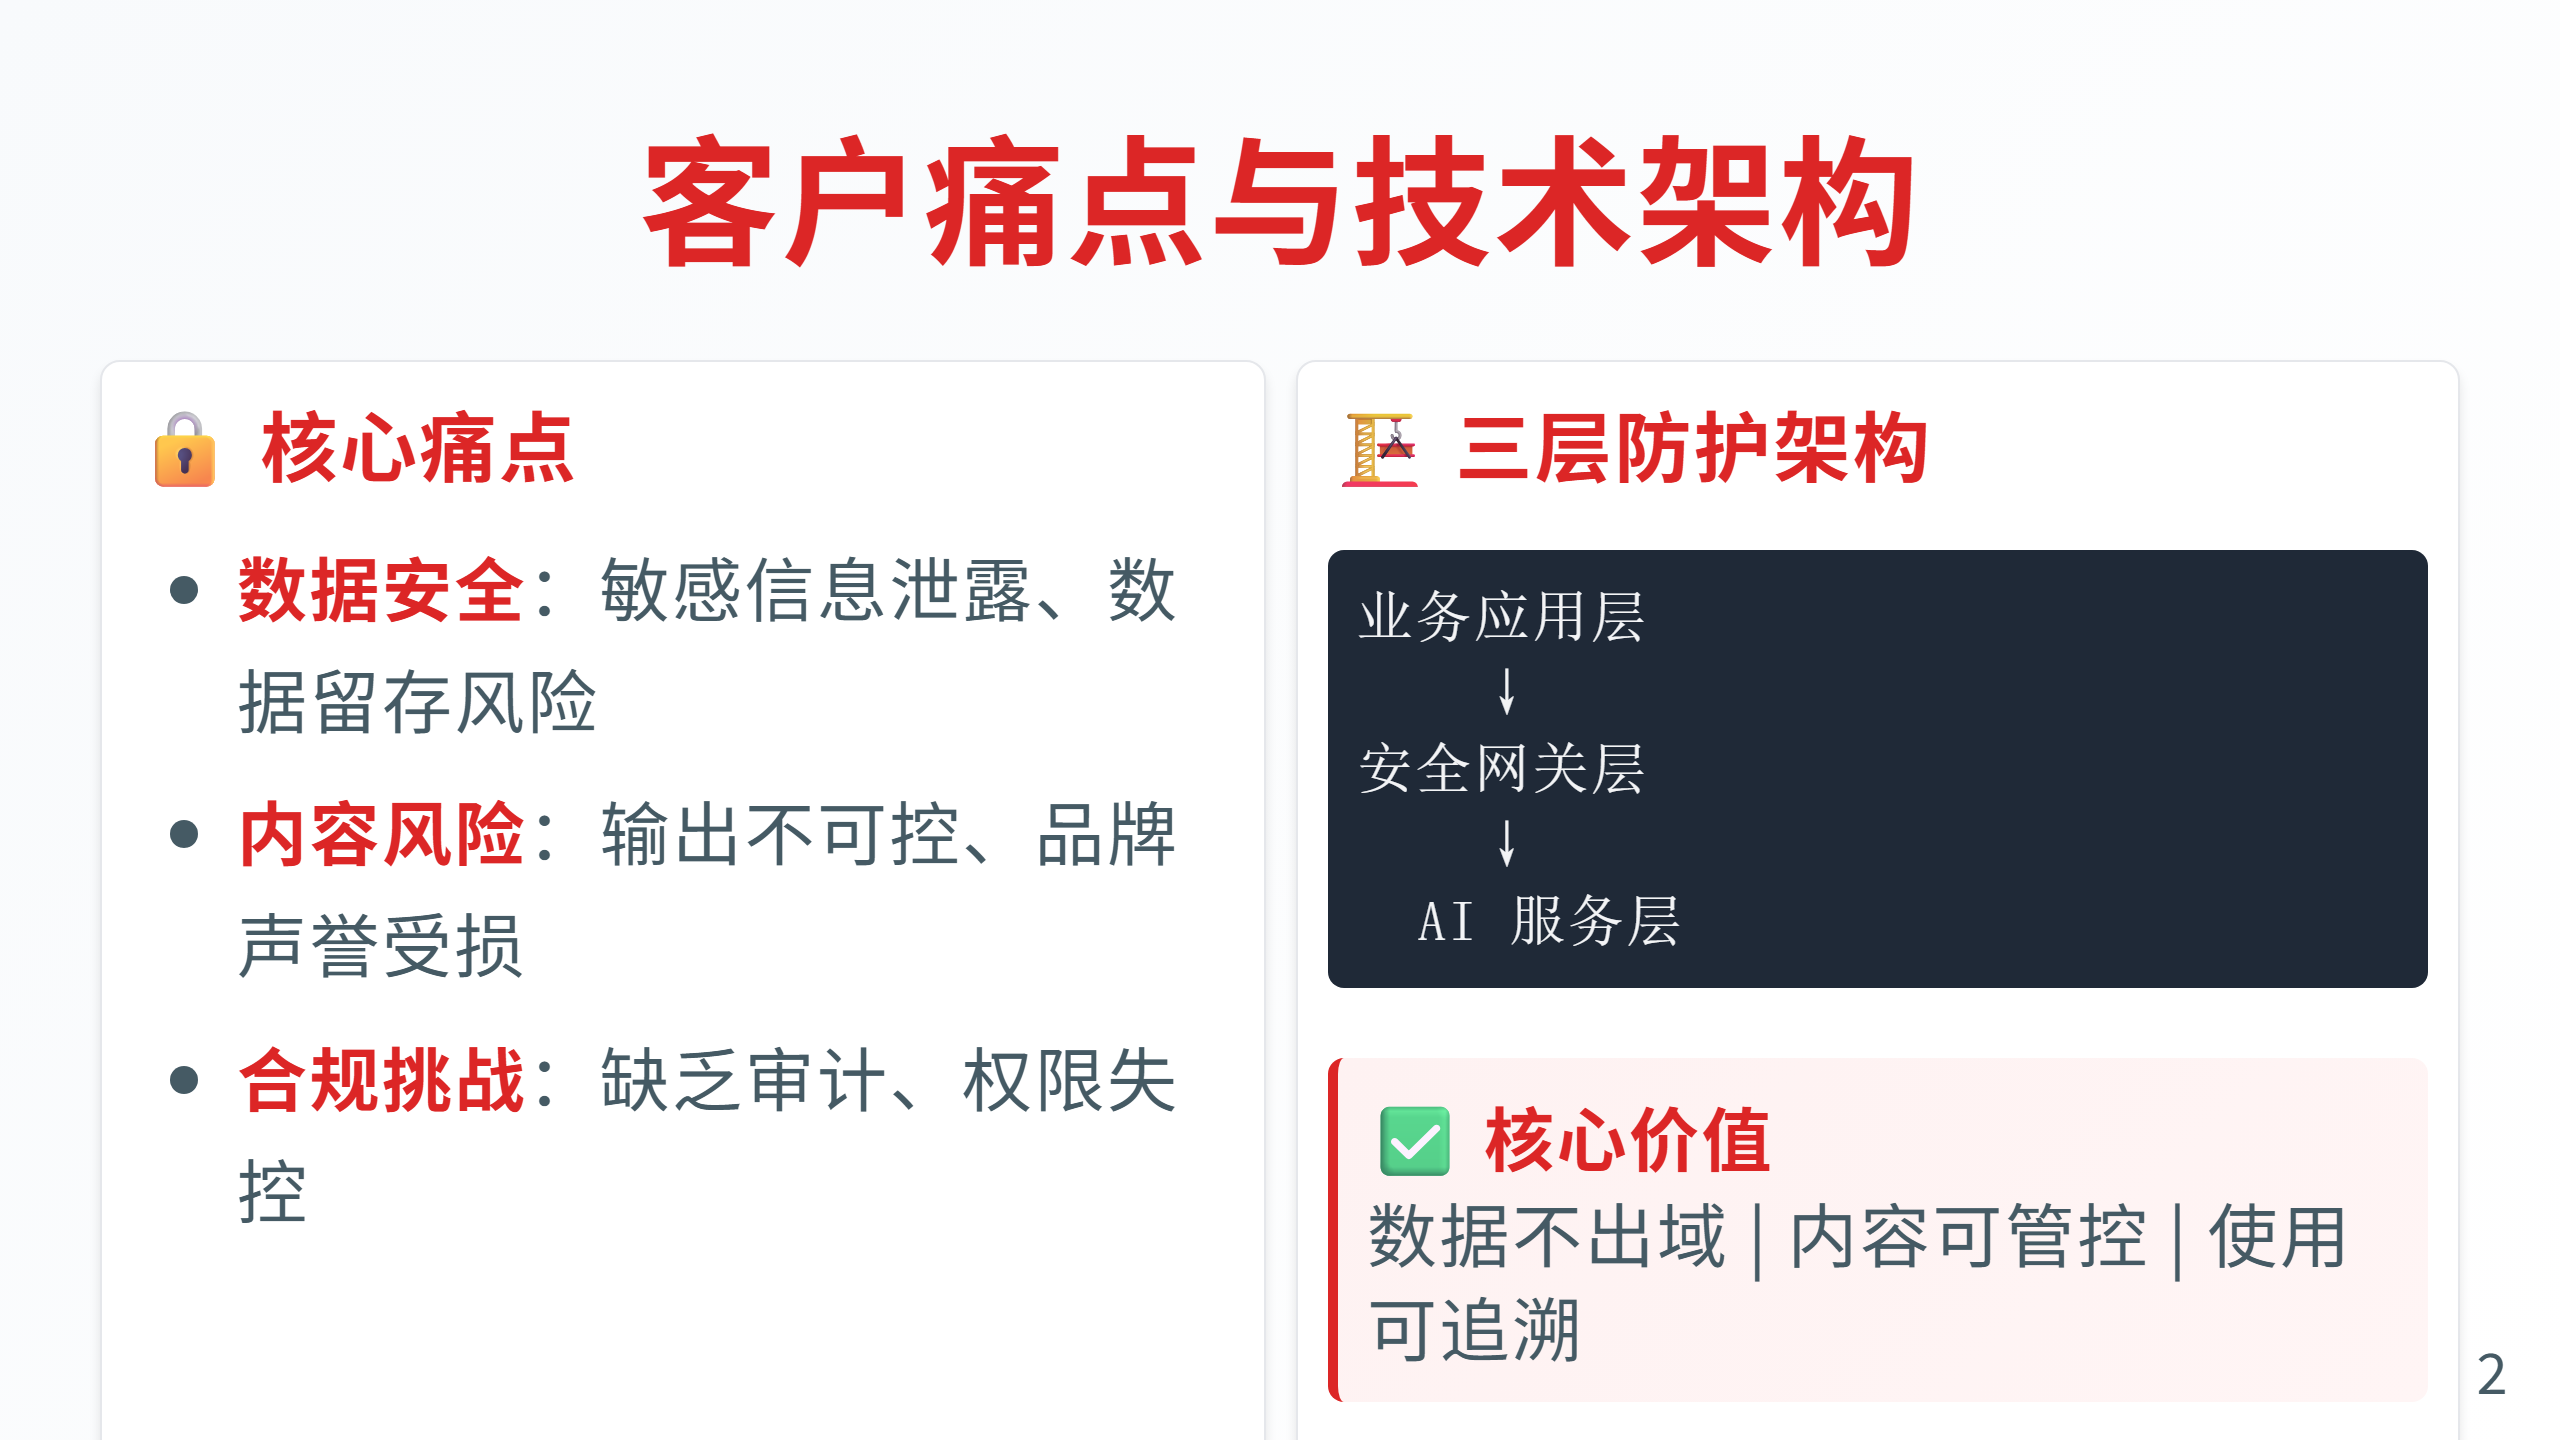 客户痛点与技术架构
🔒 核心痛点
• 数据安全：敏感信息泄露、数
据留存风险
• 内容风险：输出不可控、品牌
声誉受损
• 合规挑战：缺乏审计、权限失
控
🏗️ 三层防护架构
业务应用层
↓
安全网关层
↓
AI 服务层
✅ 核心价值
数据不出域 | 内容可管控 | 使用
可追溯
2